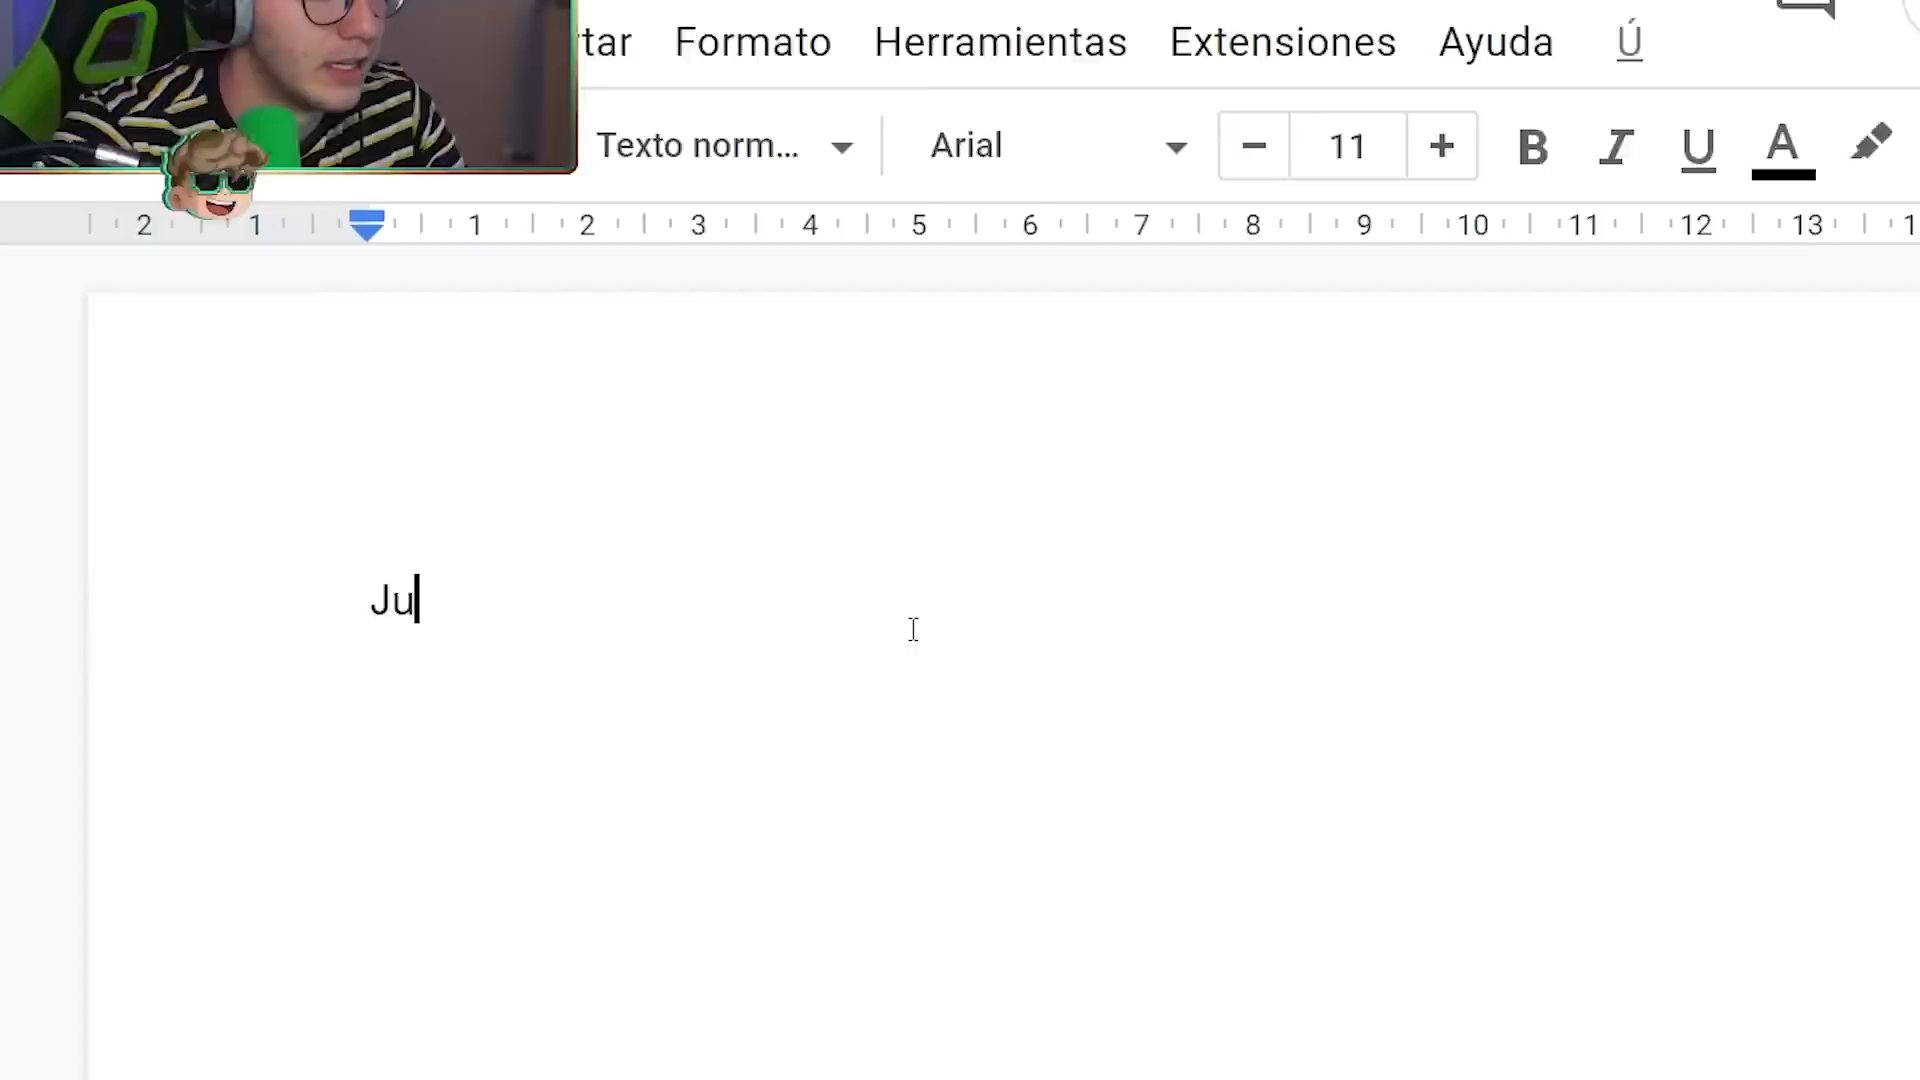 tar Formato Herramientas Extensiones Ayuda Ú
Texto norm... Arial − 11 + B I U A
2 1 1 2 3 4 5 6 7 8 9 10 11 12 13 1
Ju